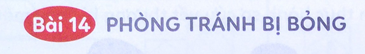 Bài 14 PHÒNG TRÁNH BỊ BỎNG